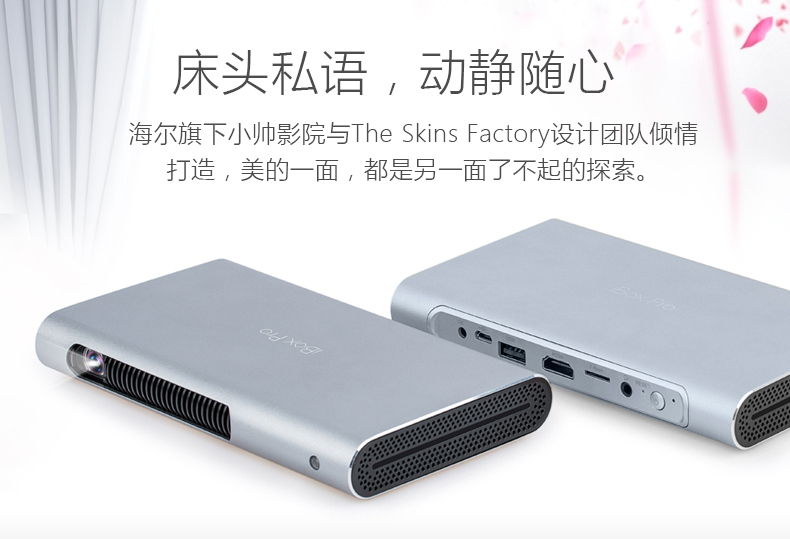 床头私语，动静随心
海尔旗下小帅影院与The Skins Factory设计团队倾情
打造，美的一面，都是另一面了不起的探索。
iBox Pro
iBox Pro